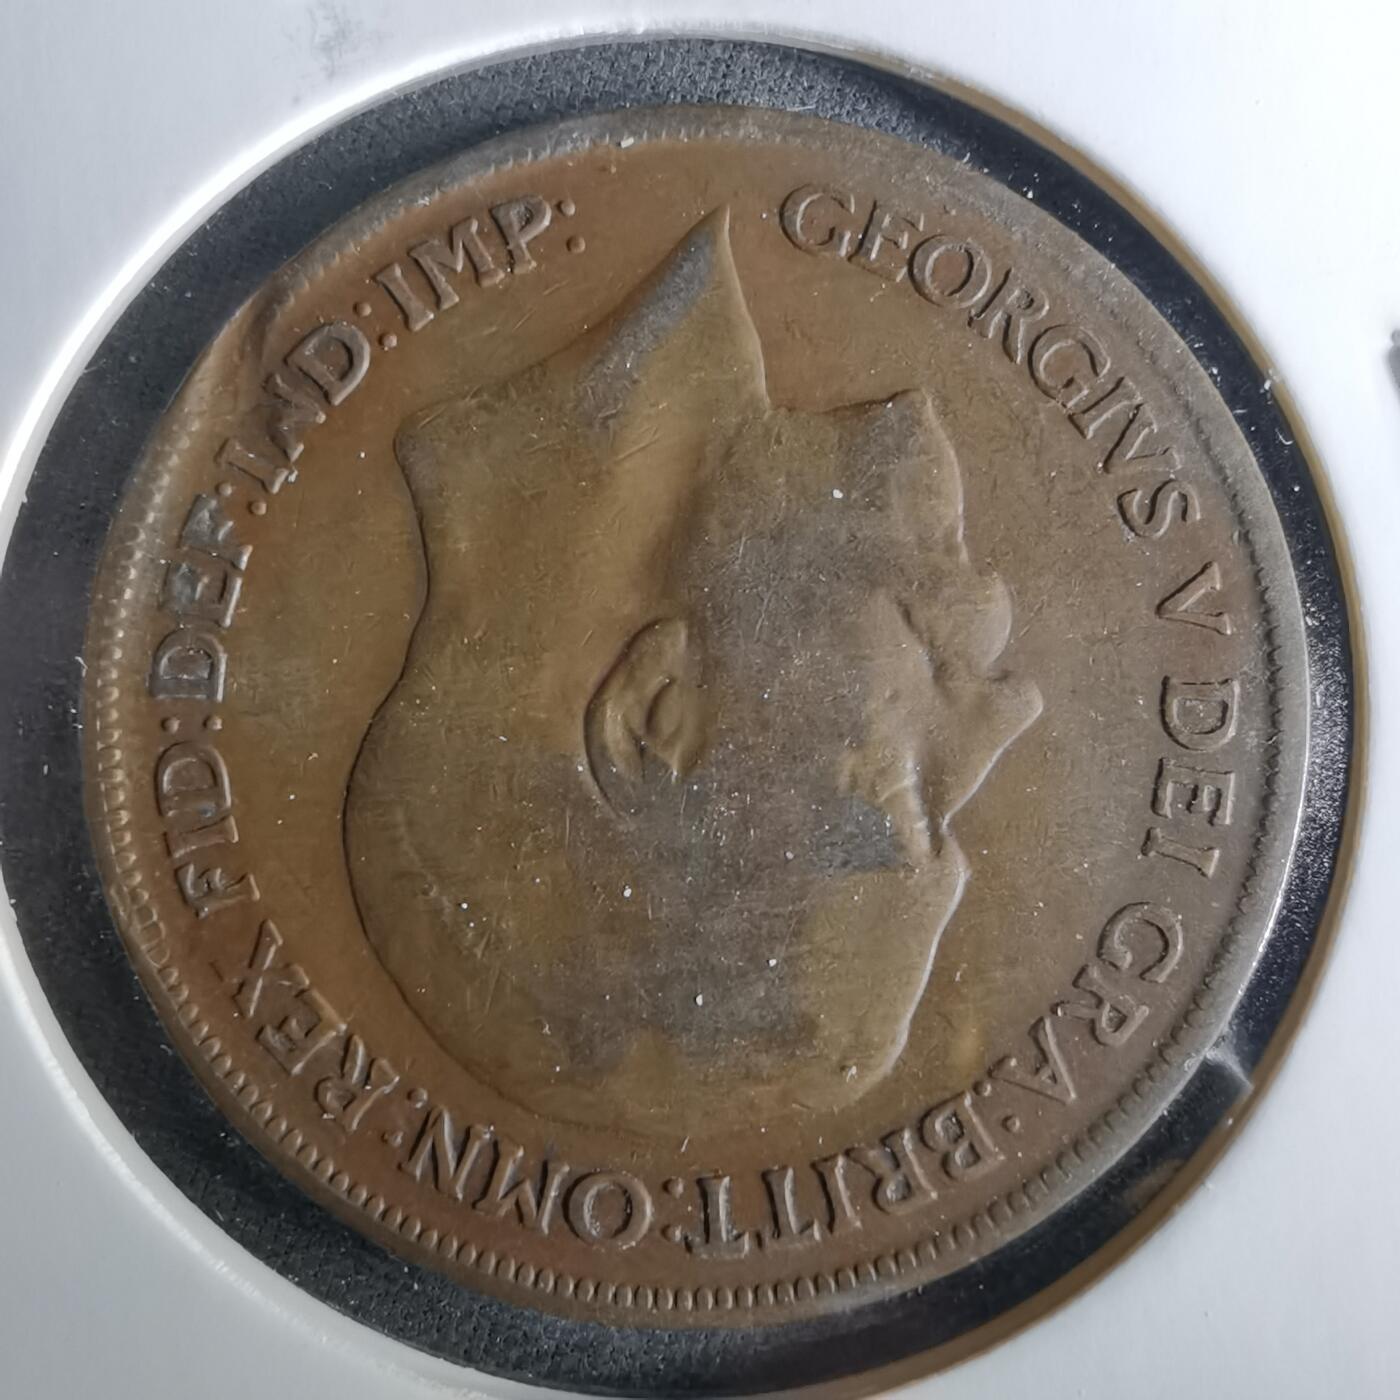 GEORGIVS V DEI GRA: BRITT: OMN: REX FID: DEF: IND: IMP: